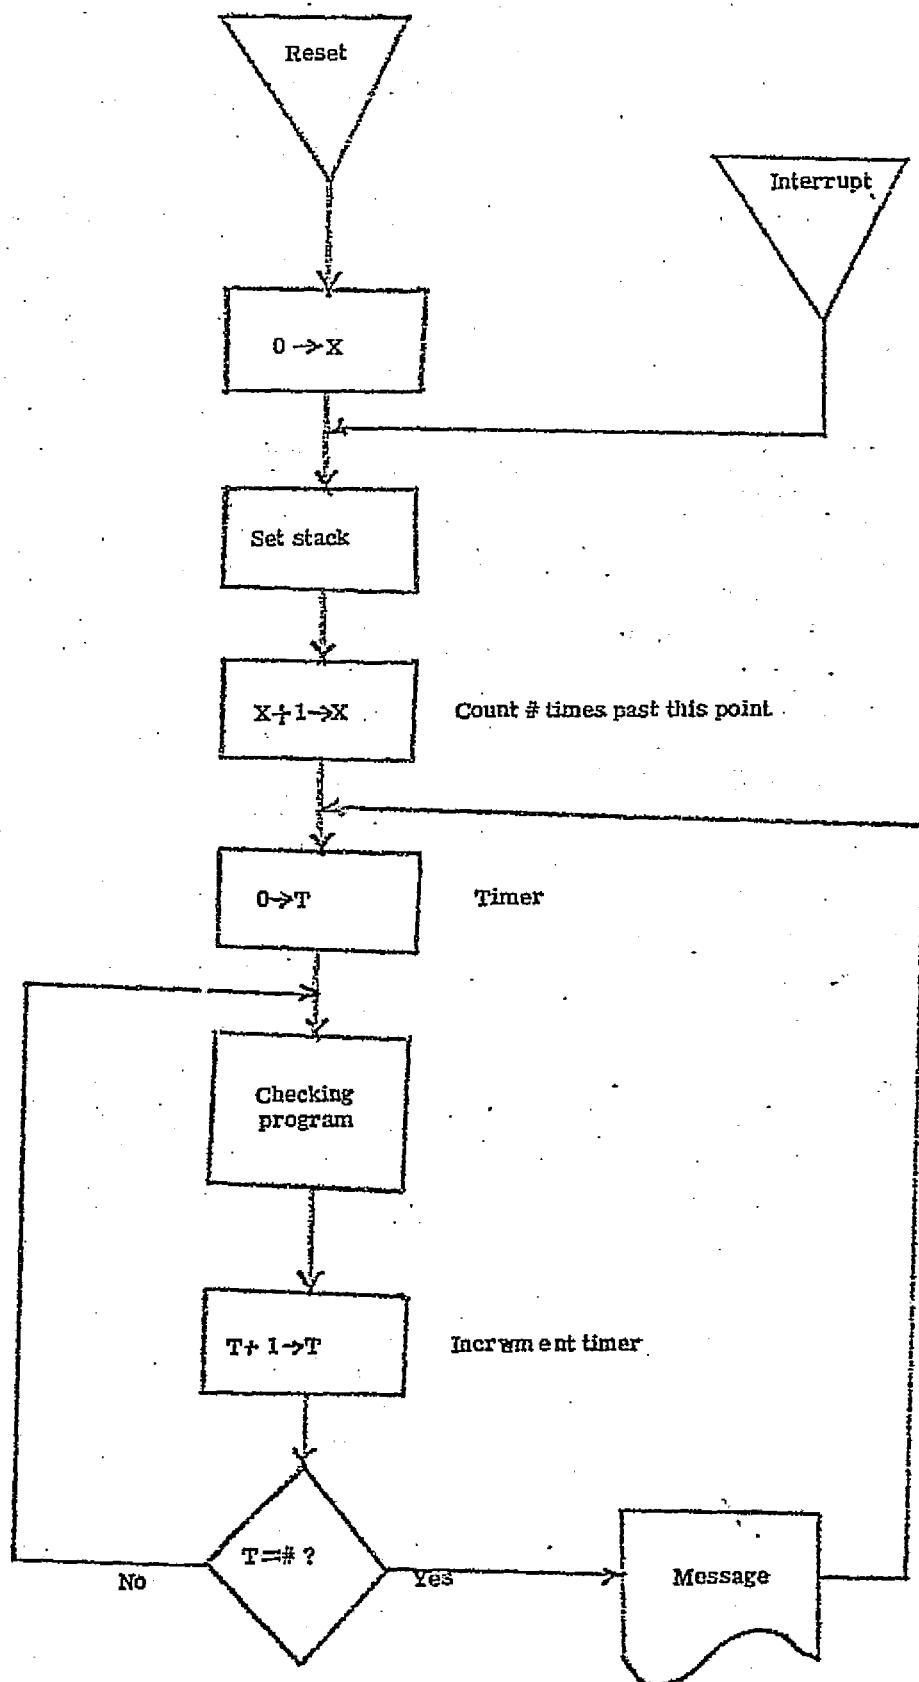 Reset
Interrupt
0→X
Set stack
X+1→X
Count # times past this point
0→T
Timer
Checking
program
T+ 1→T
Increment timer
T=# ?
No
Yes
Message